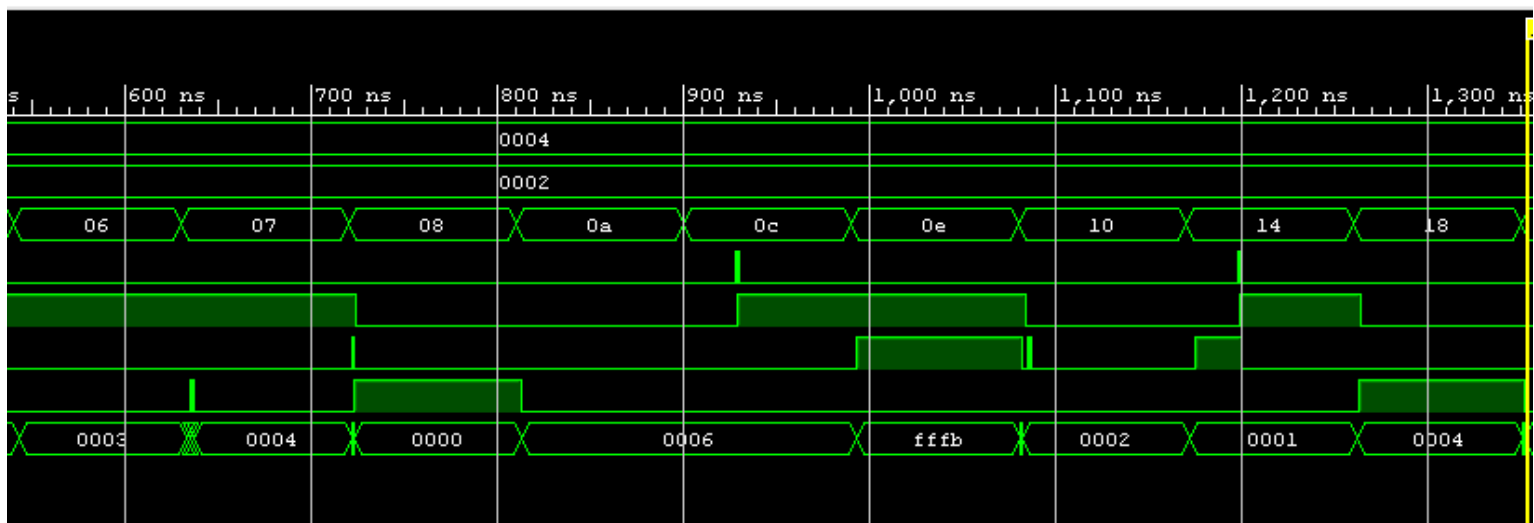 s 600 ns 700 ns 800 ns 900 ns 1,000 ns 1,100 ns 1,200 ns 1,300 ns
0004
0002
06 07 08 0a 0c 0e 10 14 18
0003 0004 0000 0006 fffb 0002 0001 0004